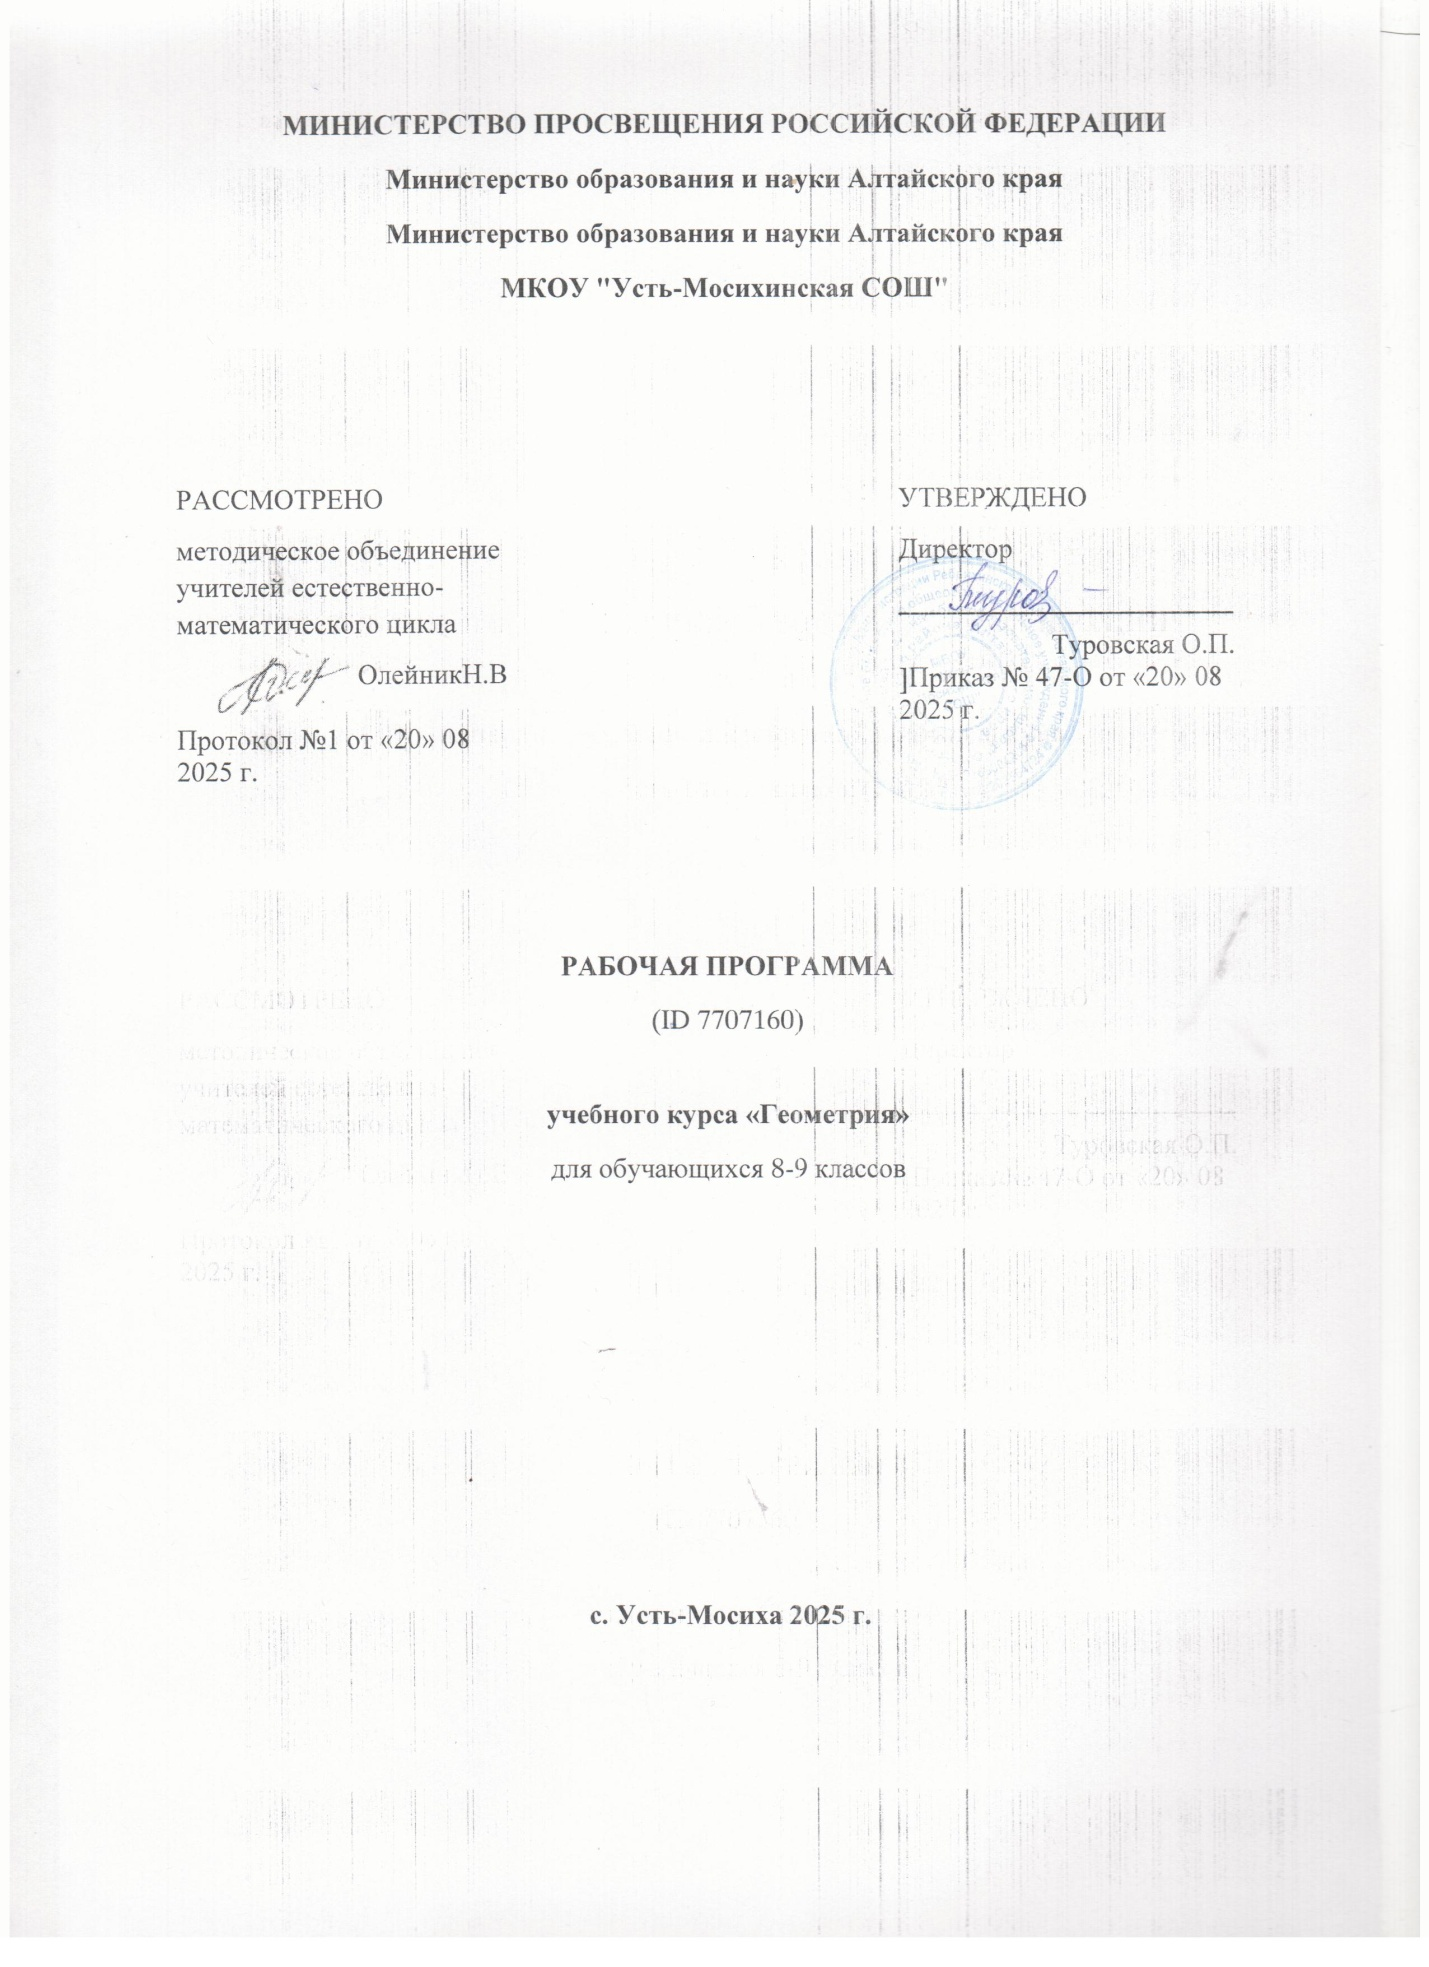 МИНИСТЕРСТВО ПРОСВЕЩЕНИЯ РОССИЙСКОЙ ФЕДЕРАЦИИ
Министерство образования и науки Алтайского края
Министерство образования и науки Алтайского края
МКОУ "Усть-Мосихинская СОШ"
РАССМОТРЕНО
методическое объединение
учителей естественно-
математического цикла
ОлейникН.В
Протокол №1 от «20» 08
2025 г.
УТВЕРЖДЕНО
Директор
Туровская О.П.
]Приказ № 47-О от «20» 08
2025 г.
РАБОЧАЯ ПРОГРАММА
(ID 7707160)
учебного курса «Геометрия»
для обучающихся 8-9 классов
с. Усть-Мосиха 2025 г.